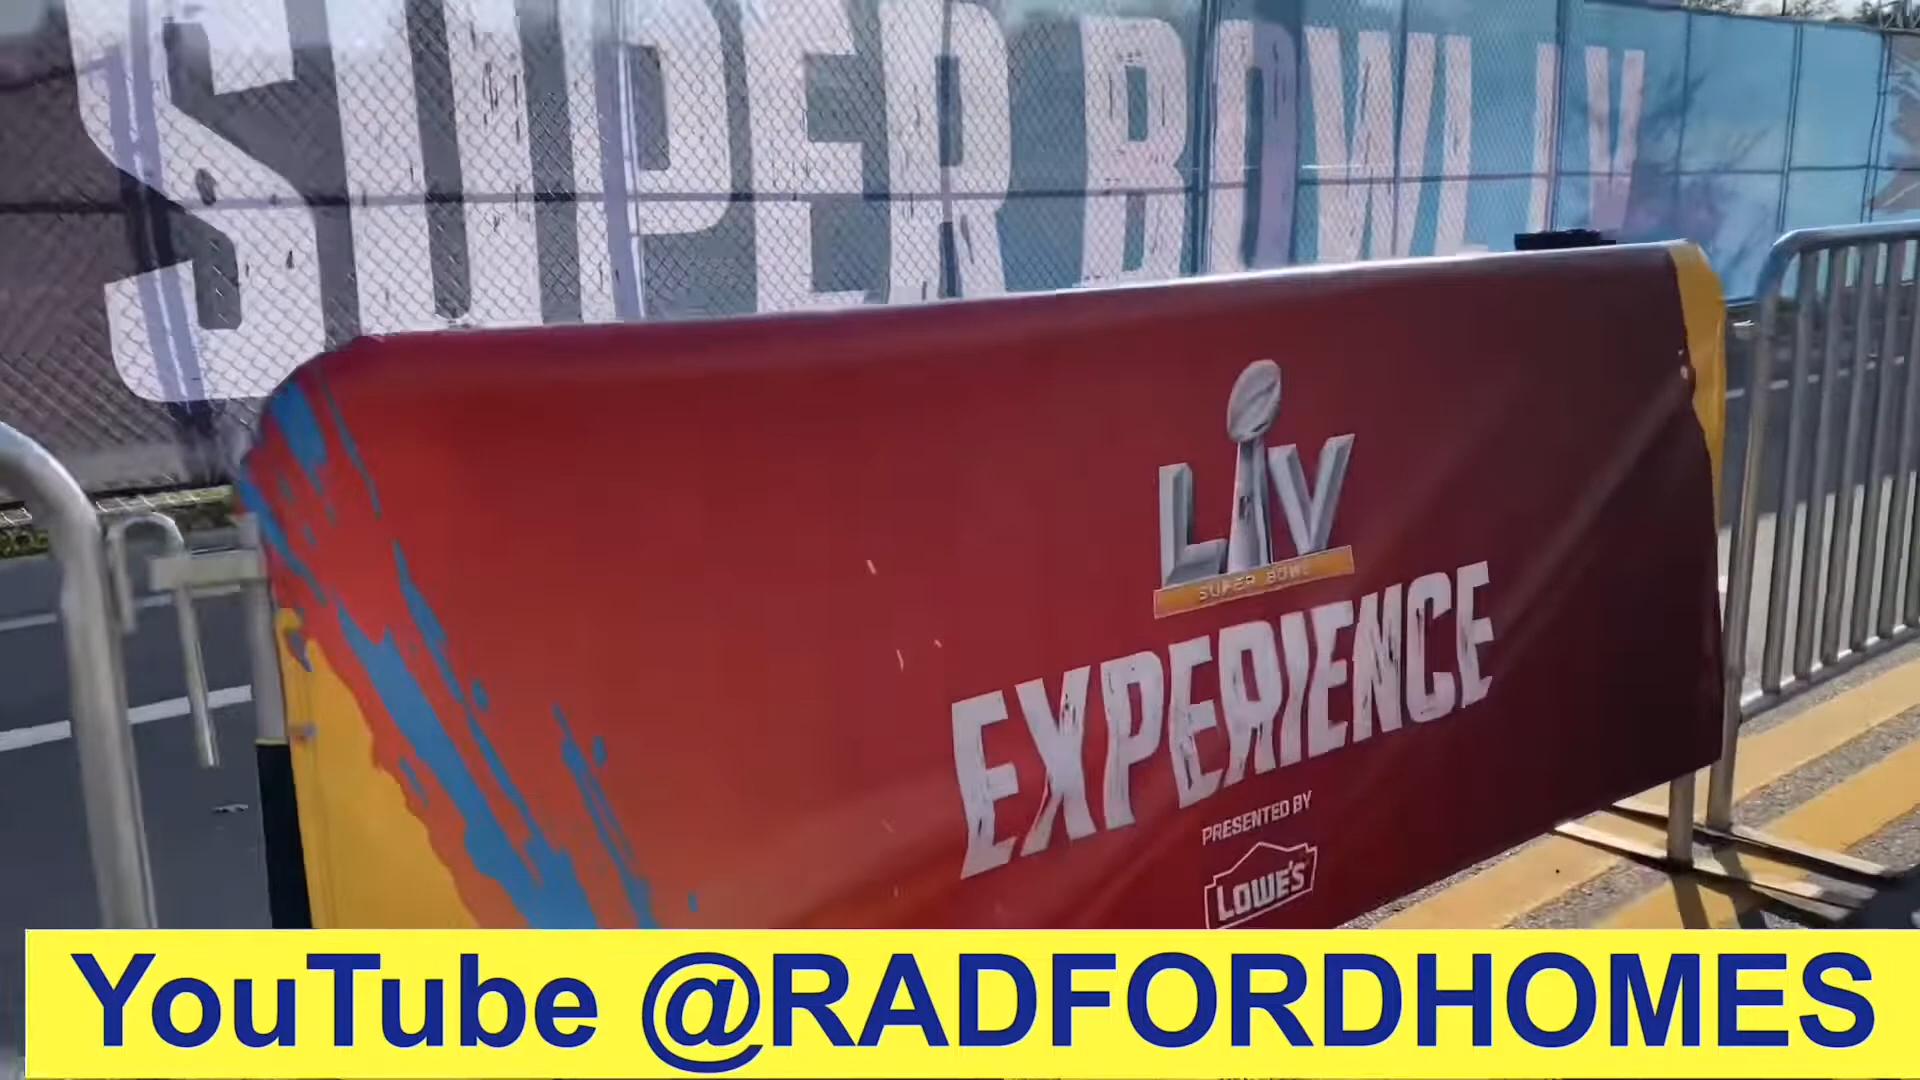 SUPER BOWL LV
LV
SUPER BOWL
EXPERIENCE
PRESENTED BY
LOWE'S
YouTube @RADFORDHOMES